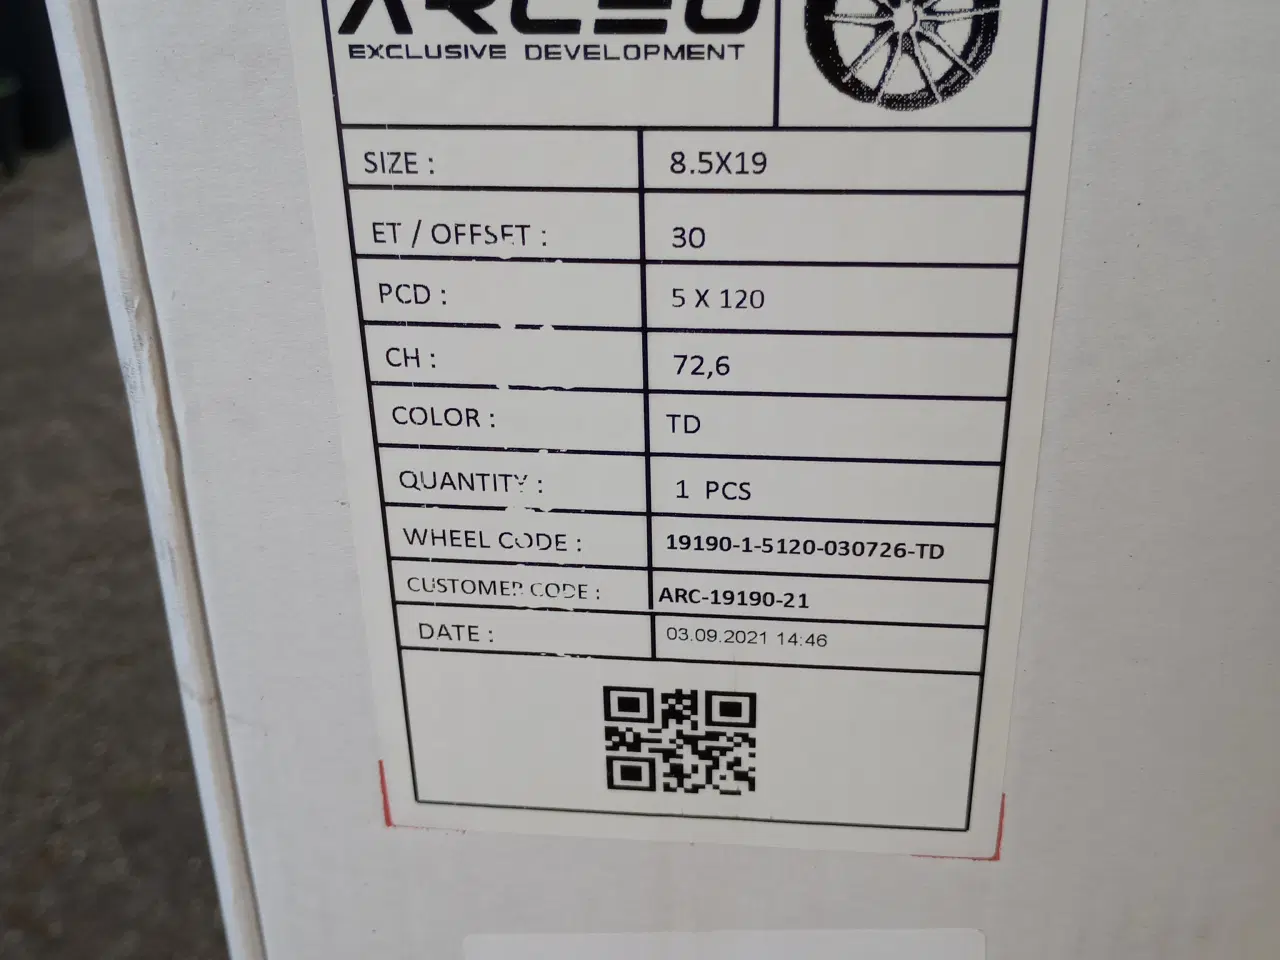 ARCEO
EXCLUSIVE DEVELOPMENT
SIZE : 8.5X19
ET / OFFSET : 30
PCD : 5 X 120
CH : 72,6
COLOR : TD
QUANTITY : 1 PCS
WHEEL CODE : 19190-1-5120-030726-TD
CUSTOMER CODE : ARC-19190-21
DATE : 03.09.2021 14:46